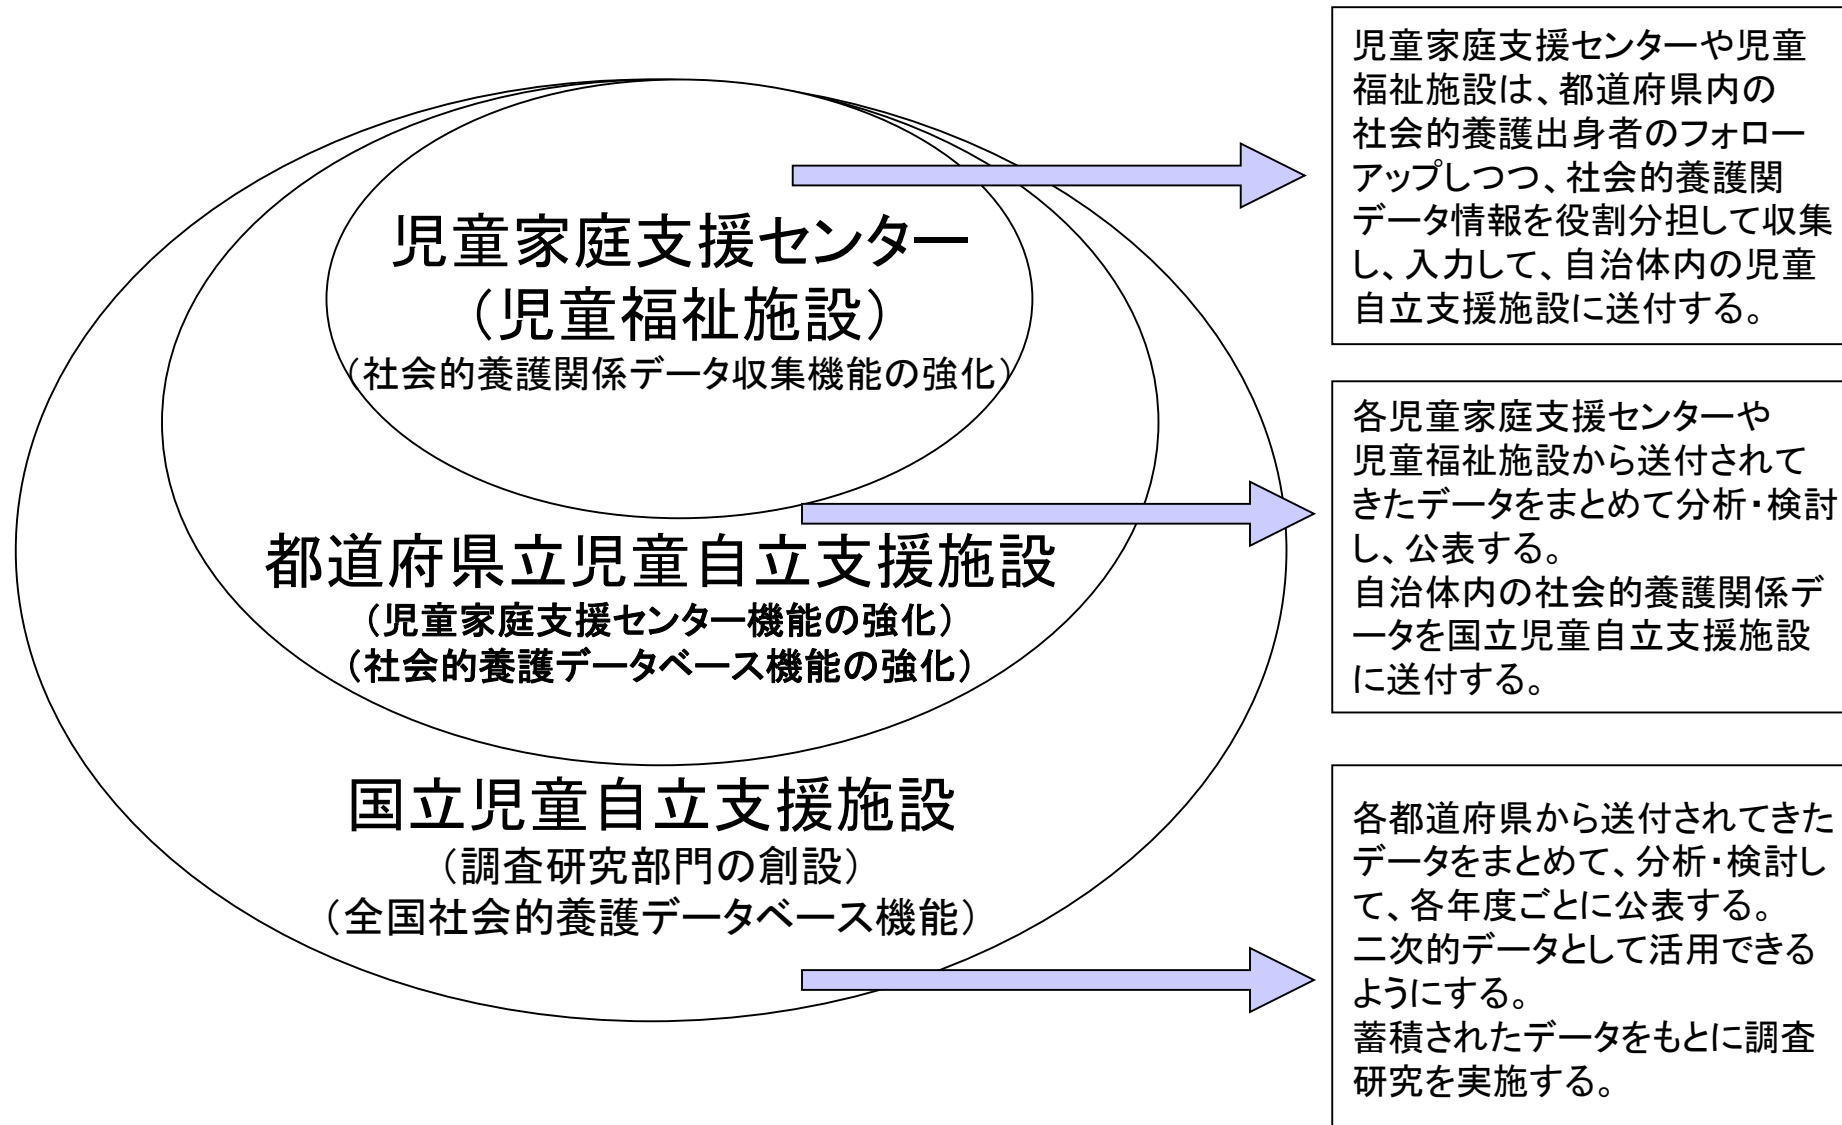 児童家庭支援センター
（児童福祉施設）
（社会的養護関係データ収集機能の強化）
都道府県立児童自立支援施設
（児童家庭支援センター機能の強化）
（社会的養護データベース機能の強化）
国立児童自立支援施設
（調査研究部門の創設）
（全国社会的養護データベース機能）
児童家庭支援センターや児童
福祉施設は、都道府県内の
社会的養護出身者のフォロー
アップしつつ、社会的養護関
データ情報を役割分担して収集
し、入力して、自治体内の児童
自立支援施設に送付する。
各児童家庭支援センターや
児童福祉施設から送付されて
きたデータをまとめて分析・検討
し、公表する。
自治体内の社会的養護関係デ
ータを国立児童自立支援施設
に送付する。
各都道府県から送付されてきた
データをまとめて、分析・検討し
て、各年度ごとに公表する。
二次的データとして活用できる
ようにする。
蓄積されたデータをもとに調査
研究を実施する。